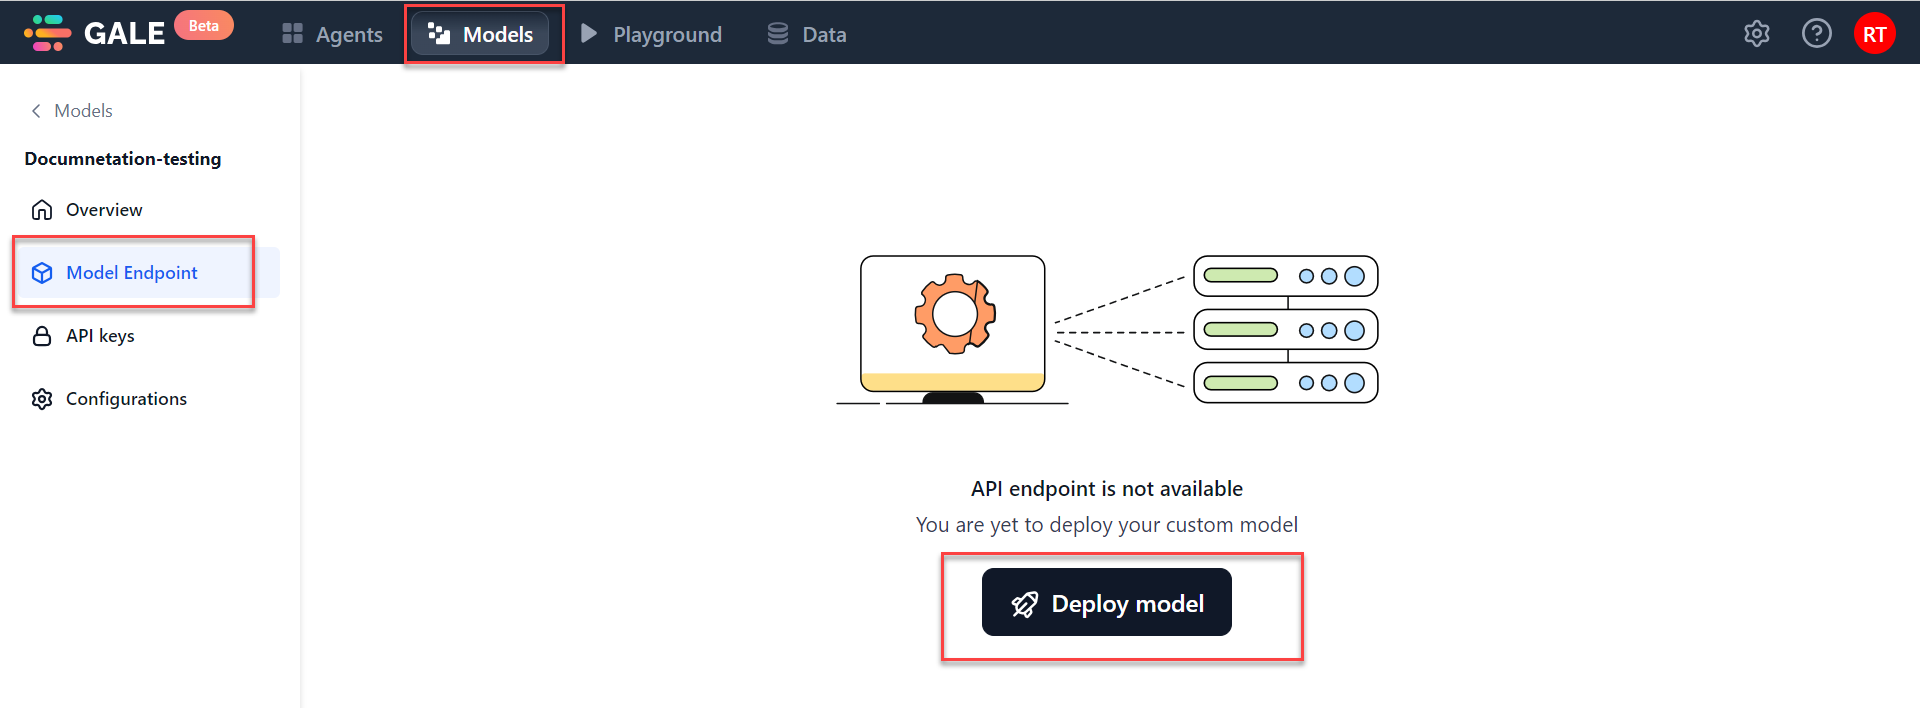 GALE Beta Agents Models Playground Data RT
Models
Documnetation-testing
Overview
Model Endpoint
API keys
Configurations
API endpoint is not available
You are yet to deploy your custom model
Deploy model